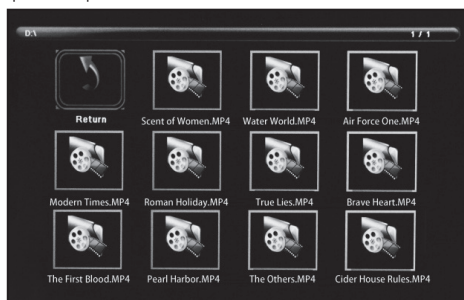 D:\ 1 / 1
Return Scent of Women.MP4 Water World.MP4 Air Force One.MP4
Modern Times.MP4 Roman Holiday.MP4 True Lies.MP4 Brave Heart.MP4
The First Blood.MP4 Pearl Harbor.MP4 The Others.MP4 Cider House Rules.MP4